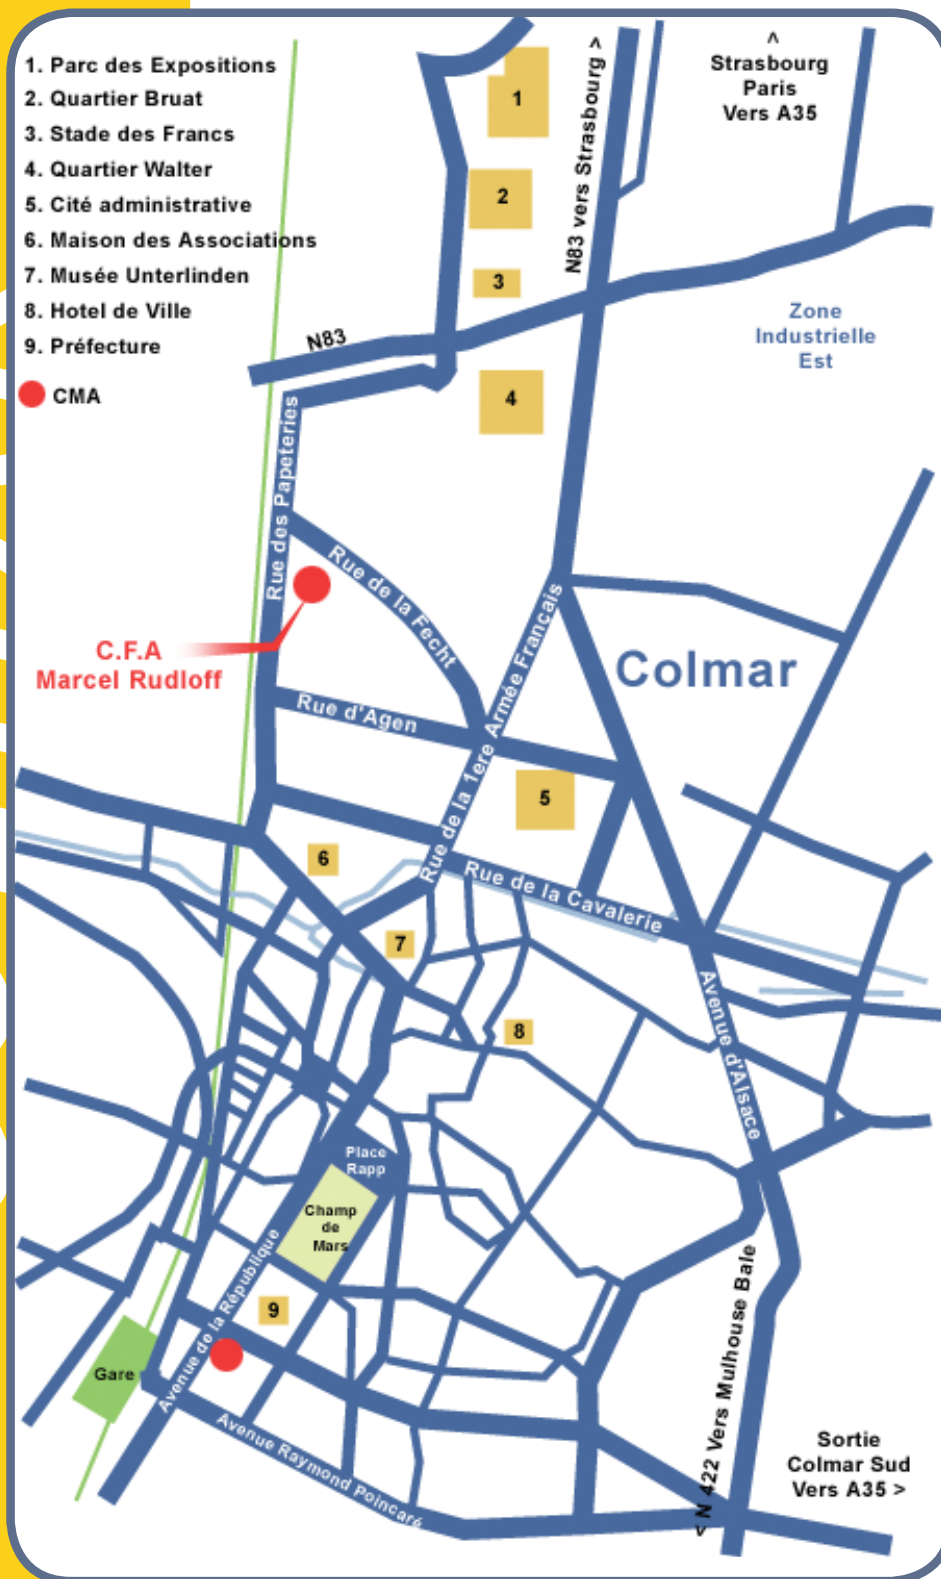 1. Parc des Expositions
2. Quartier Bruat
3. Stade des Francs
4. Quartier Walter
5. Cité administrative
6. Maison des Associations
7. Musée Unterlinden
8. Hotel de Ville
9. Préfecture
CMA
1
2
3
4
N83 vers Strasbourg >
^
Strasbourg
Paris
Vers A35
N83
Zone
Industrielle
Est
Rue des Papeteries
Rue de la Fecht
C.F.A
Marcel Rudloff
Rue d'Agen
Rue de la 1ere Armée Français
Colmar
5
6
7
8
Rue de la Cavalerie
Avenue d'Alsace
Place
Rapp
Champ
de
Mars
9
Avenue de la République
Gare
Avenue Raymond Poincaré
< N 422 Vers Mulhouse Bale
Sortie
Colmar Sud
Vers A35 >